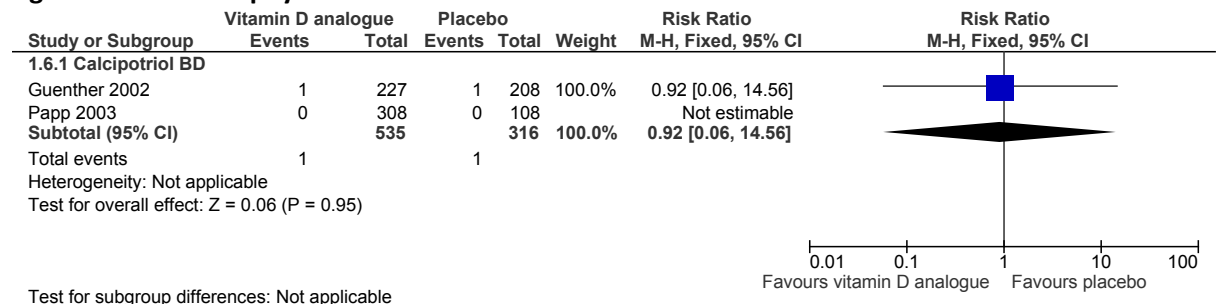 Vitamin D analogue Placebo Risk Ratio Risk Ratio
Study or Subgroup Events Total Events Total Weight M-H, Fixed, 95% CI M-H, Fixed, 95% CI
1.6.1 Calcipotriol BD
Guenther 2002 1 227 1 208 100.0% 0.92 [0.06, 14.56]
Papp 2003 0 308 0 108 Not estimable
Subtotal (95% CI) 535 316 100.0% 0.92 [0.06, 14.56]
Total events 1 1
Heterogeneity: Not applicable
Test for overall effect: Z = 0.06 (P = 0.95)
0.01 0.1 1 10 100
Favours vitamin D analogue Favours placebo
Test for subgroup differences: Not applicable